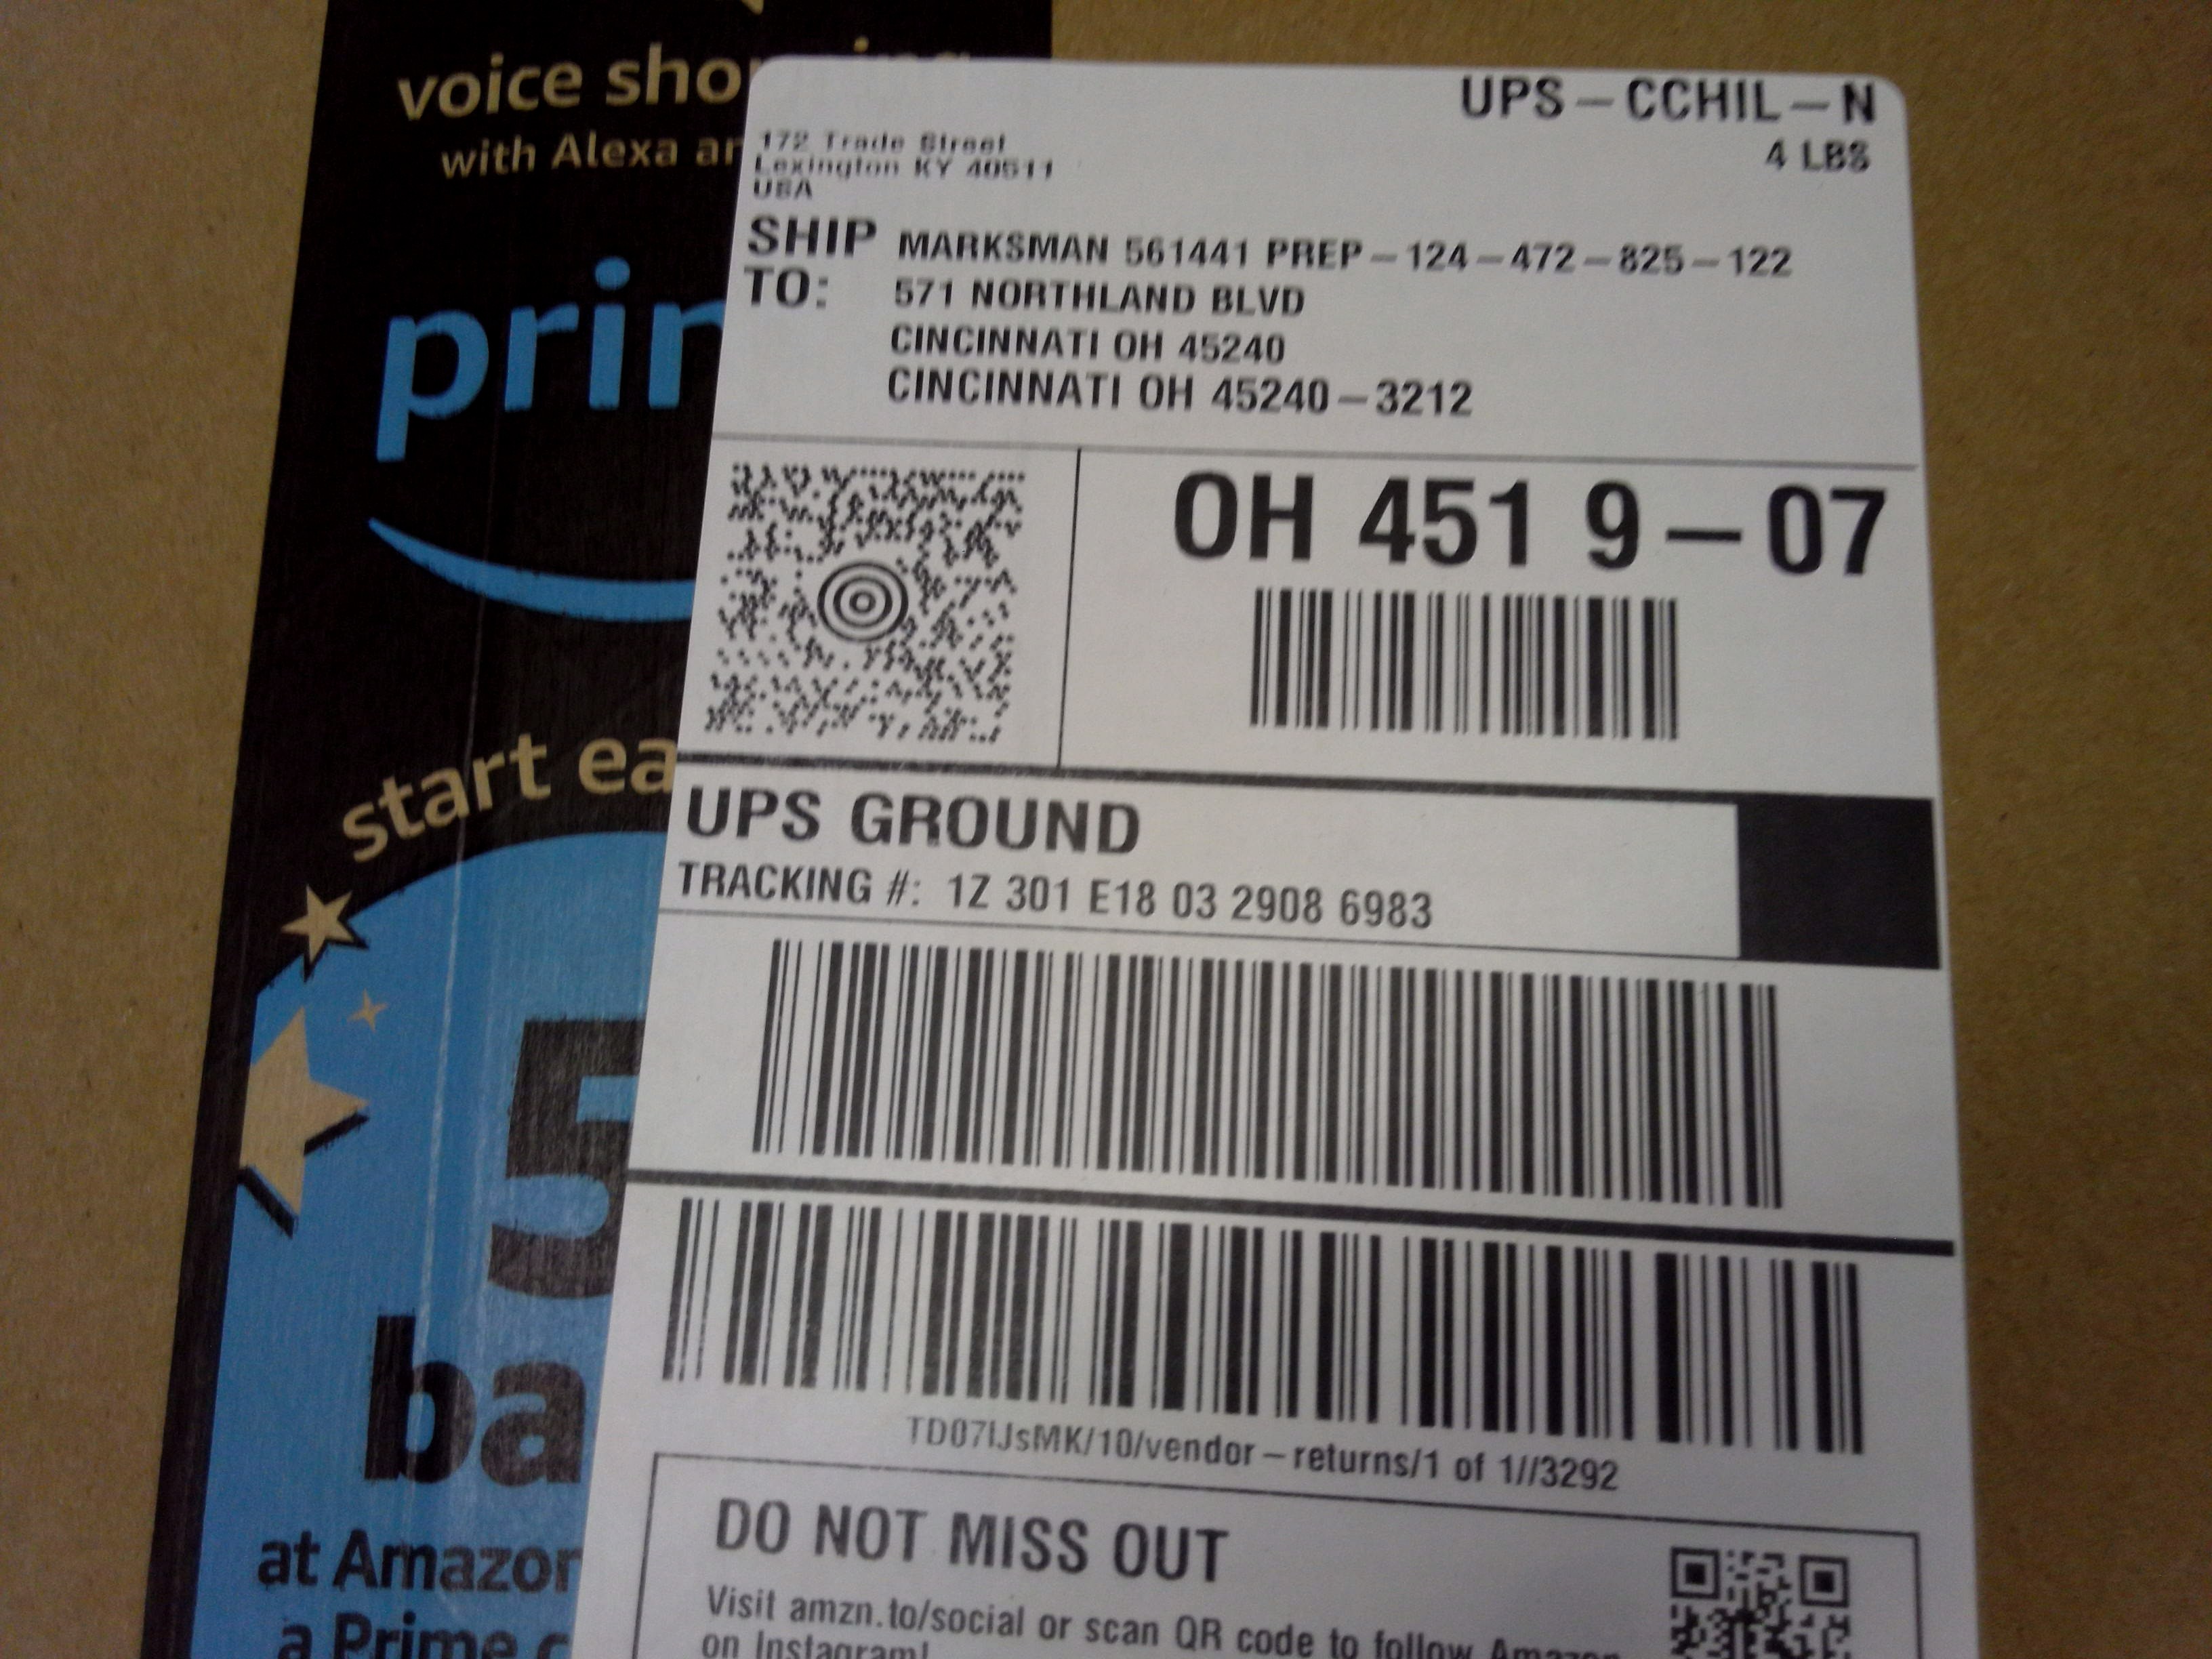 voice sho
with Alexa an
prim
start ea
5
ba
at Amazon
a Prime c
UPS-CCHIL-N
4 LBS
172 Trade Street
Lexington KY 40511
USA
SHIP TO: MARKSMAN 561441 PREP-124-472-825-122
571 NORTHLAND BLVD
CINCINNATI OH 45240
CINCINNATI OH 45240-3212
OH 451 9-07
UPS GROUND
TRACKING #: 1Z 301 E18 03 2908 6983
TD07IJsMK/10/vendor-returns/1 of 1//3292
DO NOT MISS OUT
Visit amzn.to/social or scan QR code to follow Amazon
on Instagram!